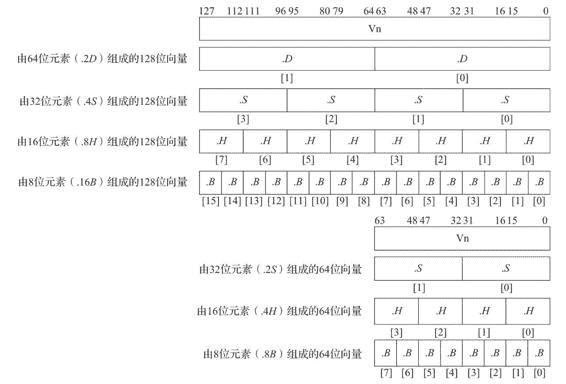 127 112 111 96 95 80 79 64 63 48 47 32 31 16 15 0
Vn
由64位元素（.2D）组成的128位向量 .D .D
[1] [0]
由32位元素（.4S）组成的128位向量 .S .S .S .S
[3] [2] [1] [0]
由16位元素（.8H）组成的128位向量 .H .H .H .H .H .H .H .H
[7] [6] [5] [4] [3] [2] [1] [0]
由8位元素（.16B）组成的128位向量 .B .B .B .B .B .B .B .B .B .B .B .B .B .B .B .B
[15] [14] [13] [12] [11] [10] [9] [8] [7] [6] [5] [4] [3] [2] [1] [0]
63 48 47 32 31 16 15 0
Vn
由32位元素（.2S）组成的64位向量 .S .S
[1] [0]
由16位元素（.4H）组成的64位向量 .H .H .H .H
[3] [2] [1] [0]
由8位元素（.8B）组成的64位向量 .B .B .B .B .B .B .B .B
[7] [6] [5] [4] [3] [2] [1] [0]